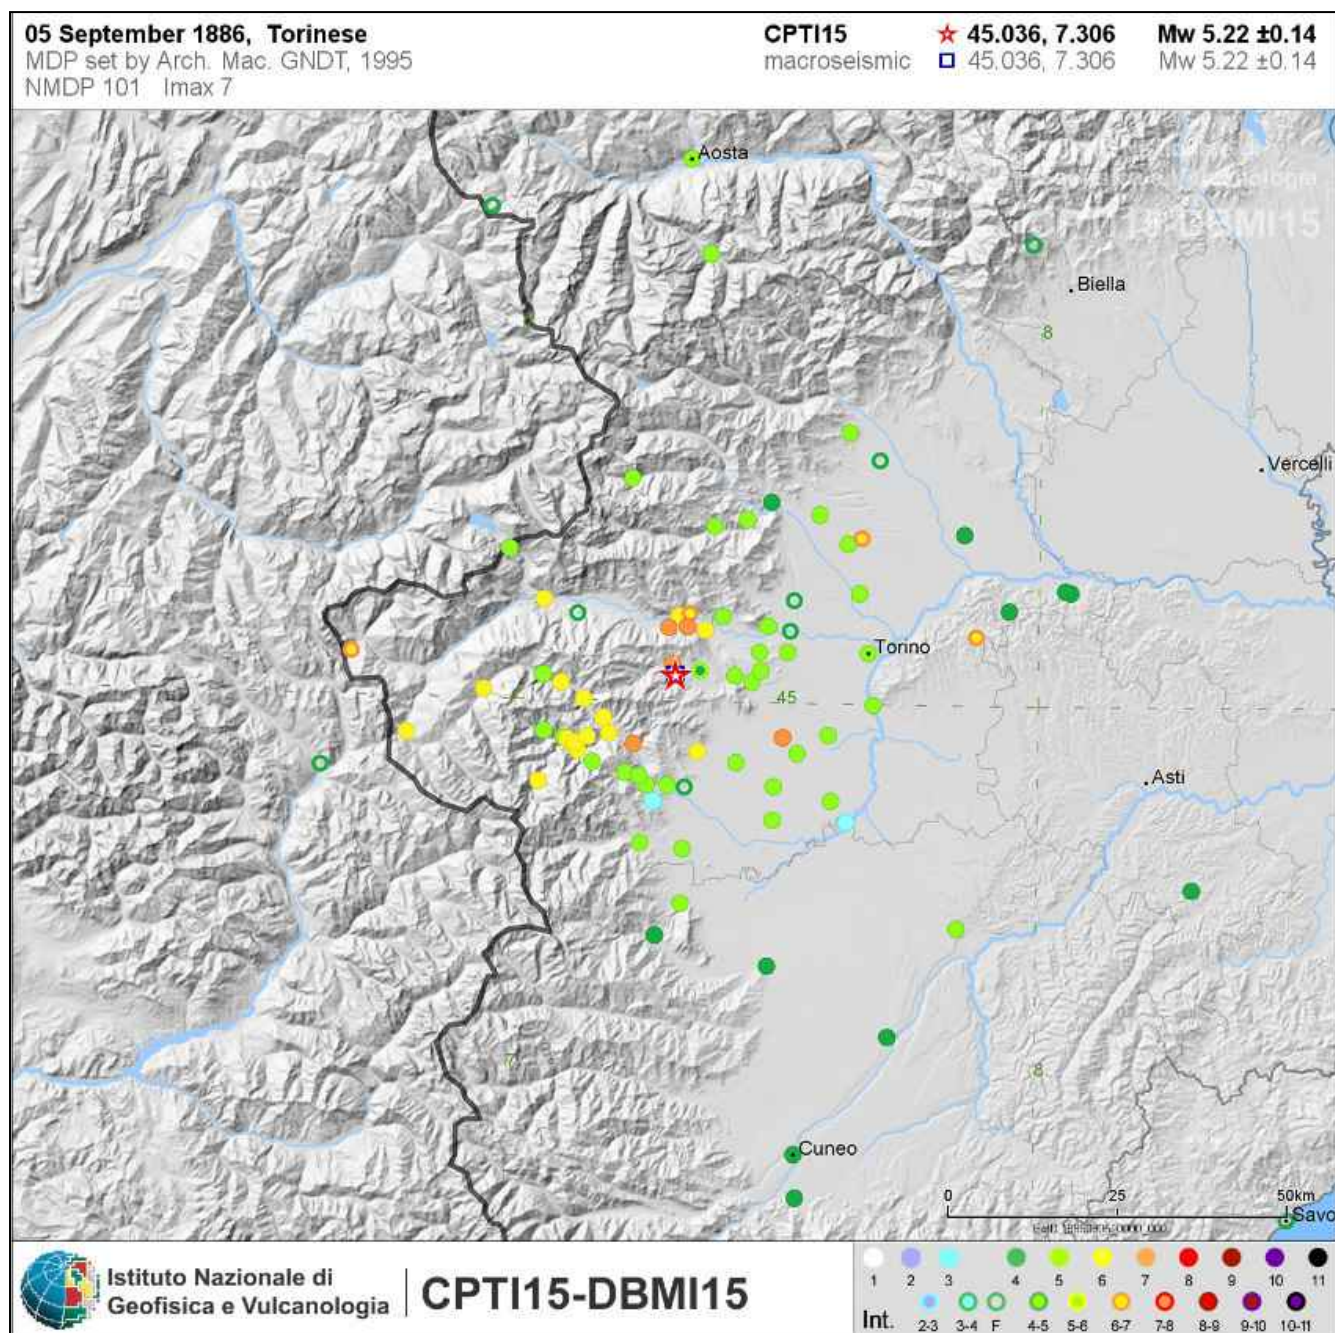 05 September 1886, Torinese
MDP set by Arch. Mac. GNDT, 1995
NMDP 101 Imax 7
CPTI15 45.036, 7.306 Mw 5.22 ±0.14
macroseismic 45.036, 7.306 Mw 5.22 ±0.14
Aosta
CPTI15-DBMI15
Biella
8
Vercelli
Torino
45
Asti
7
8
Cuneo
0 25 50km
Savo
Istituto Nazionale di
Geofisica e Vulcanologia
CPTI15-DBMI15
1 2 3 4 5 6 7 8 9 10 11
Int. 2-3 3-4 F 4-5 5-6 6-7 7-8 8-9 9-10 10-11